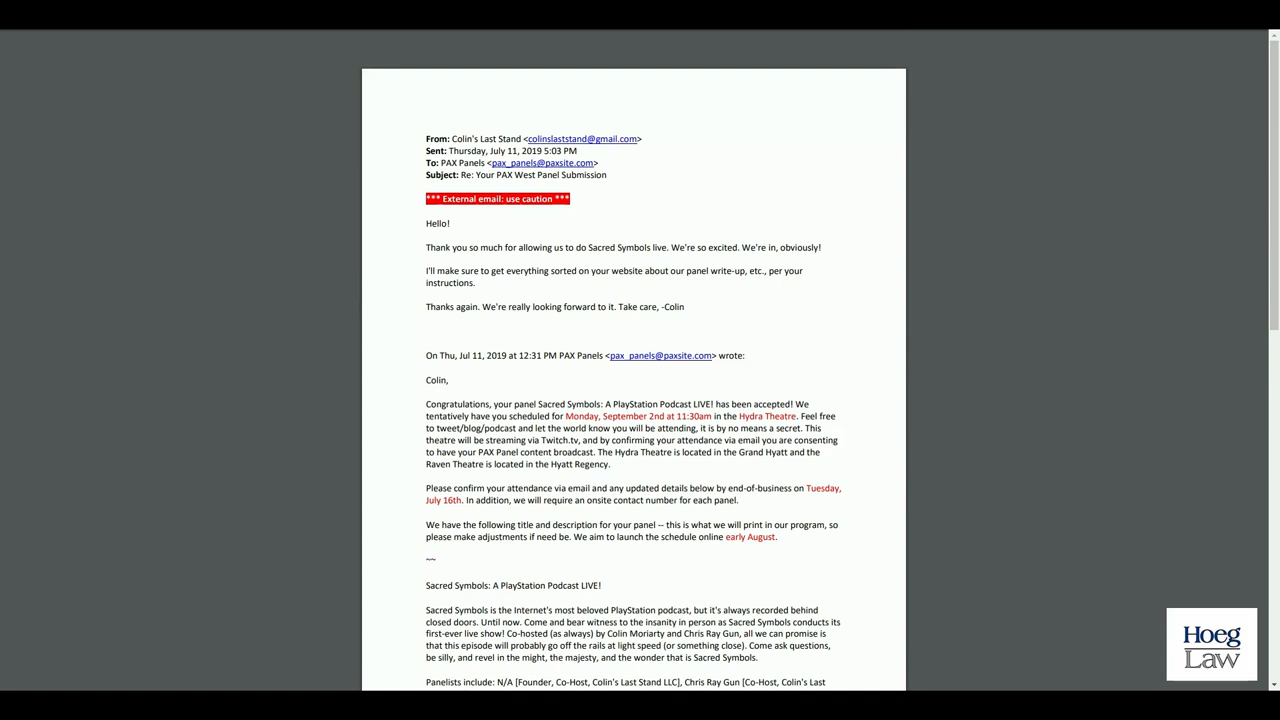 From: Colin's Last Stand <colinslaststand@gmail.com>
Sent: Thursday, July 11, 2019 5:03 PM
To: PAX Panels <pax_panels@paxsite.com>
Subject: Re: Your PAX West Panel Submission
*** External email: use caution ***
Hello!
Thank you so much for allowing us to do Sacred Symbols live. We're so excited. We're in, obviously!
I'll make sure to get everything sorted on your website about our panel write-up, etc., per your
instructions.
Thanks again. We're really looking forward to it. Take care, -Colin
On Thu, Jul 11, 2019 at 12:31 PM PAX Panels <pax_panels@paxsite.com> wrote:
Colin,
Congratulations, your panel Sacred Symbols: A PlayStation Podcast LIVE! has been accepted! We
tentatively have you scheduled for Monday, September 2nd at 11:30am in the Hydra Theatre. Feel free
to tweet/blog/podcast and let the world know you will be attending, it is by no means a secret. This
theatre will be streaming via Twitch.tv, and by confirming your attendance via email you are consenting
to have your PAX Panel content broadcast. The Hydra Theatre is located in the Grand Hyatt and the
Raven Theatre is located in the Hyatt Regency.
Please confirm your attendance via email and any updated details below by end-of-business on Tuesday,
July 16th. In addition, we will require an onsite contact number for each panel.
We have the following title and description for your panel -- this is what we will print in our program, so
please make adjustments if need be. We aim to launch the schedule online early August.
~~
Sacred Symbols: A PlayStation Podcast LIVE!
Sacred Symbols is the Internet's most beloved PlayStation podcast, but it's always recorded behind
closed doors. Until now. Come and bear witness to the insanity in person as Sacred Symbols conducts its
first-ever live show! Co-hosted (as always) by Colin Moriarty and Chris Ray Gun, all we can promise is
that this episode will probably go off the rails at light speed (or something close). Come ask questions,
be silly, and revel in the might, the majesty, and the wonder that is Sacred Symbols.
Panelists include: N/A [Founder, Co-Host, Colin's Last Stand LLC], Chris Ray Gun [Co-Host, Colin's Last
Hoeg
Law